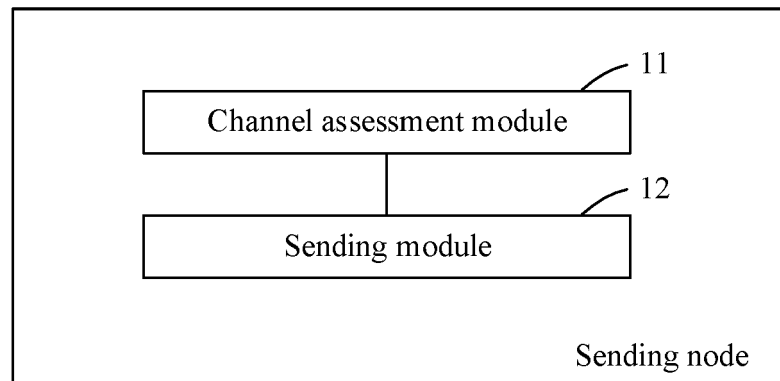 11
Channel assessment module
12
Sending module
Sending node